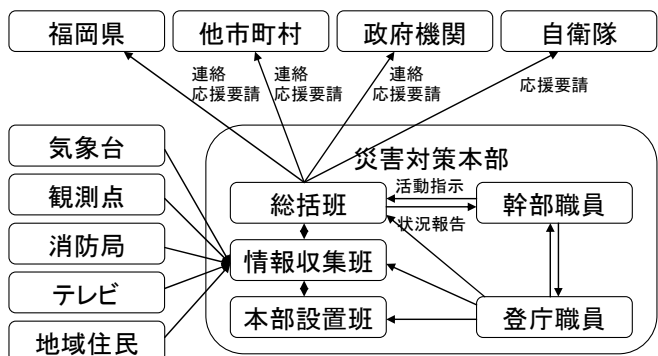 福岡県
他市町村
政府機関
自衛隊
連絡
応援要請
連絡
応援要請
連絡
応援要請
応援要請
気象台
観測点
消防局
テレビ
地域住民
災害対策本部
総括班
活動指示
状況報告
幹部職員
情報収集班
本部設置班
登庁職員